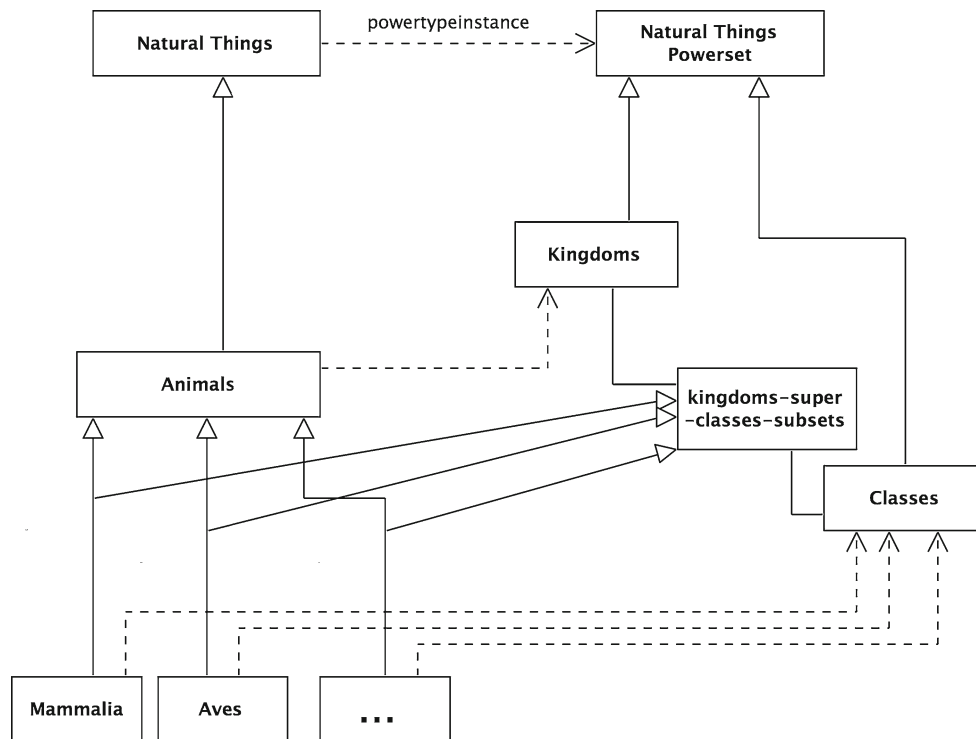 powertypeinstance
Natural Things
Natural Things
Powerset
Kingdoms
Animals
kingdoms-super
-classes-subsets
Classes
Mammalia
Aves
...